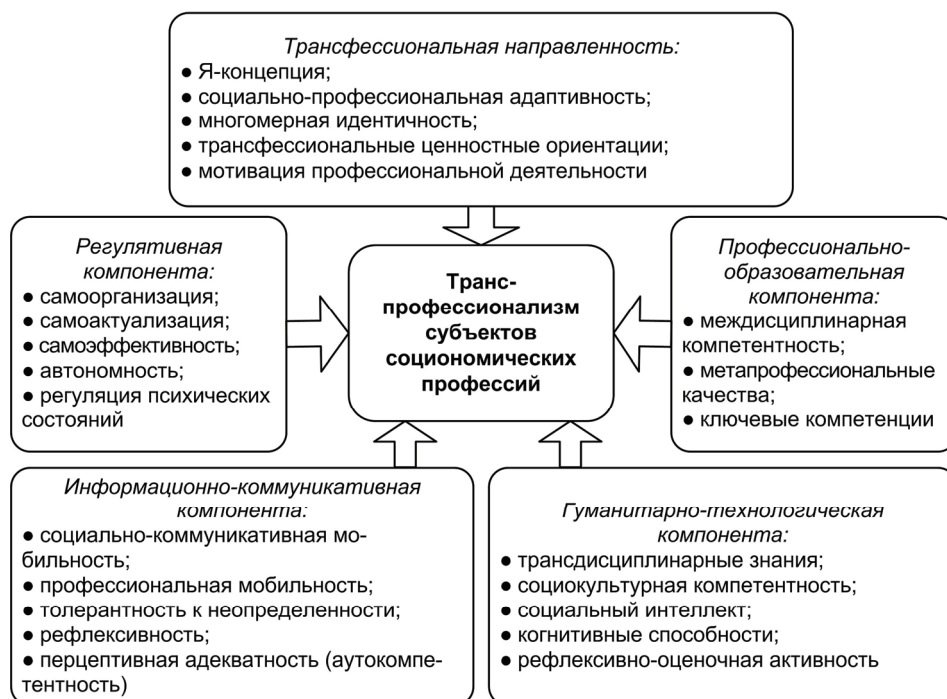 Трансфессиональная направленность:
● Я-концепция;
● социально-профессиональная адаптивность;
● многомерная идентичность;
● трансфессиональные ценностные ориентации;
● мотивация профессиональной деятельности
Регулятивная
компонента:
● самоорганизация;
● самоактуализация;
● самоэффективность;
● автономность;
● регуляция психических
состояний
Транс-
профессионализм
субъектов
социономических
профессий
Профессионально-
образовательная
компонента:
● междисциплинарная
компетентность;
● метапрофессиональные
качества;
● ключевые компетенции
Информационно-коммуникативная
компонента:
● социально-коммуникативная мо-
бильность;
● профессиональная мобильность;
● толерантность к неопределенности;
● рефлексивность;
● перцептивная адекватность (аутокомпе-
тентность)
Гуманитарно-технологическая
компонента:
● трансдисциплинарные знания;
● социокультурная компетентность;
● социальный интеллект;
● когнитивные способности;
● рефлексивно-оценочная активность